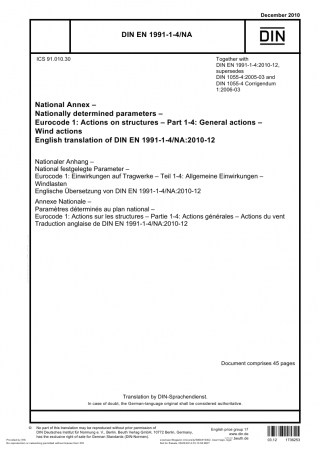 December 2010
DIN EN 1991-1-4/NA
DIN
ICS 91.010.30
Together with
DIN EN 1991-1-4:2010-12,
supersedes
DIN 1055-4:2005-03 and
DIN 1055-4 Corrigendum
1:2006-03
National Annex –
Nationally determined parameters –
Eurocode 1: Actions on structures – Part 1-4: General actions –
Wind actions
English translation of DIN EN 1991-1-4/NA:2010-12
Nationaler Anhang –
National festgelegte Parameter –
Eurocode 1: Einwirkungen auf Tragwerke – Teil 1-4: Allgemeine Einwirkungen –
Windlasten
Englische Übersetzung von DIN EN 1991-1-4/NA:2010-12
Annexe Nationale –
Paramètres déterminés au plan national –
Eurocode 1: Actions sur les structures – Partie 1-4: Actions générales – Actions du vent
Traduction anglaise de DIN EN 1991-1-4/NA:2010-12
Document comprises 45 pages
Translation by DIN-Sprachendienst.
In case of doubt, the German-language original shall be considered authoritative.
© No part of this translation may be reproduced without prior permission of
DIN Deutsches Institut für Normung e. V., Berlin. Beuth Verlag GmbH, 10772 Berlin, Germany,
has the exclusive right of sale for German Standards (DIN-Normen).
English price group 17
www.din.de
www.beuth.de